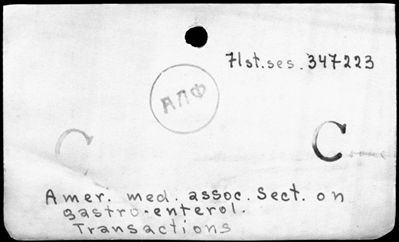 71st.ses. 347223
АПФ
C C
Amer. med. assoc. Sect. on
gastro-enterol.
Transactions